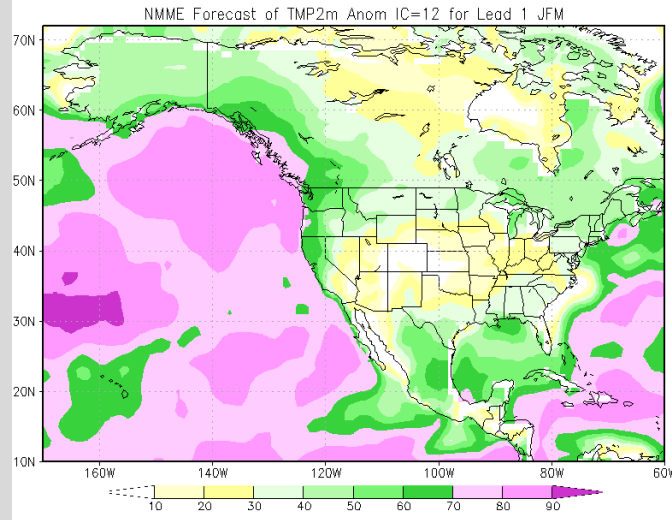 NMME Forecast of TMP2m Anom IC=12 for Lead 1 JFM
70N
60N
50N
40N
30N
20N
10N
160W 140W 120W 100W 80W 60W
10 20 30 40 50 60 70 80 90